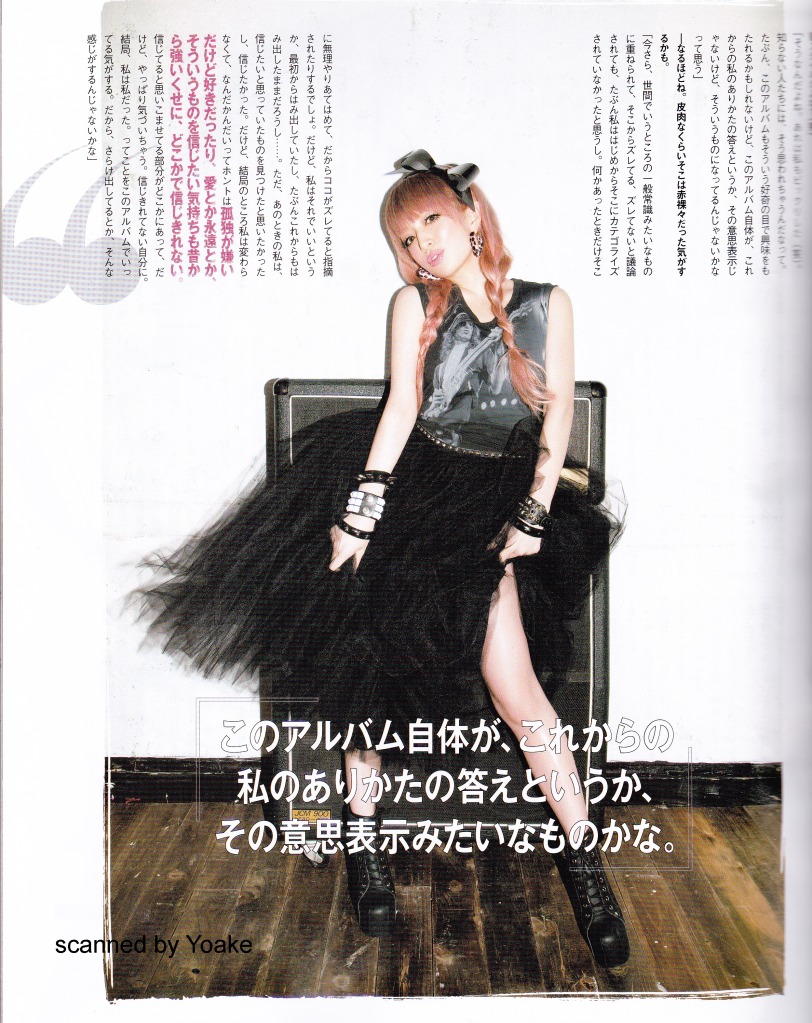 知らない人たちには、そう思われちゃうんだなって。
たぶん、このアルバムもそういう好奇の目で興味をも
たれるかもしれないけど、このアルバム自体が、これ
からの私のありかたの答えというか、その意思表示じ
ゃないけど、そういうものになってるんじゃないかな
って思う」
―なるほどね。皮肉なくらいそこは赤裸々だった気がす
るかも。
「今さら、世間でいうところの一般常識みたいなもの
に重ねられて、そこからズレてる、ズレてないと議論
されても、たぶん私ははじめからそこにカテゴライズ
されていなかったと思うし。何かあったときだけそこ
に無理やりあてはめて、だからココがズレてると指摘
されたりするでしょ。だけど、私はそれでいいという
か、最初からはみ出していたし、たぶんこれからもは
み出したままだろうし……。ただ、あのときの私は、
信じたいと思っていたものを見つけたと思いたかった
し、信じたかった。だけど、結局のところ私は変わら
なくて、なんだかんだいってホントは孤独が嫌い
だけど好きだったり、愛とか永遠とか、
そういうものを信じたい気持ちも昔か
ら強いくせに、どこかで信じきれない。
信じてると思いこませてる部分がどこかにあって、だ
けど、やっぱり気づいちゃう。信じきれてない自分に。
結局、私は私だった。ってことをこのアルバムでいっ
てる気がする。だから、さらけ出してるとか、そんな
感じがするんじゃないかな」
このアルバム自体が、これからの
私のありかたの答えというか、
その意思表示みたいなものかな。
JCM 900
scanned by Yoake